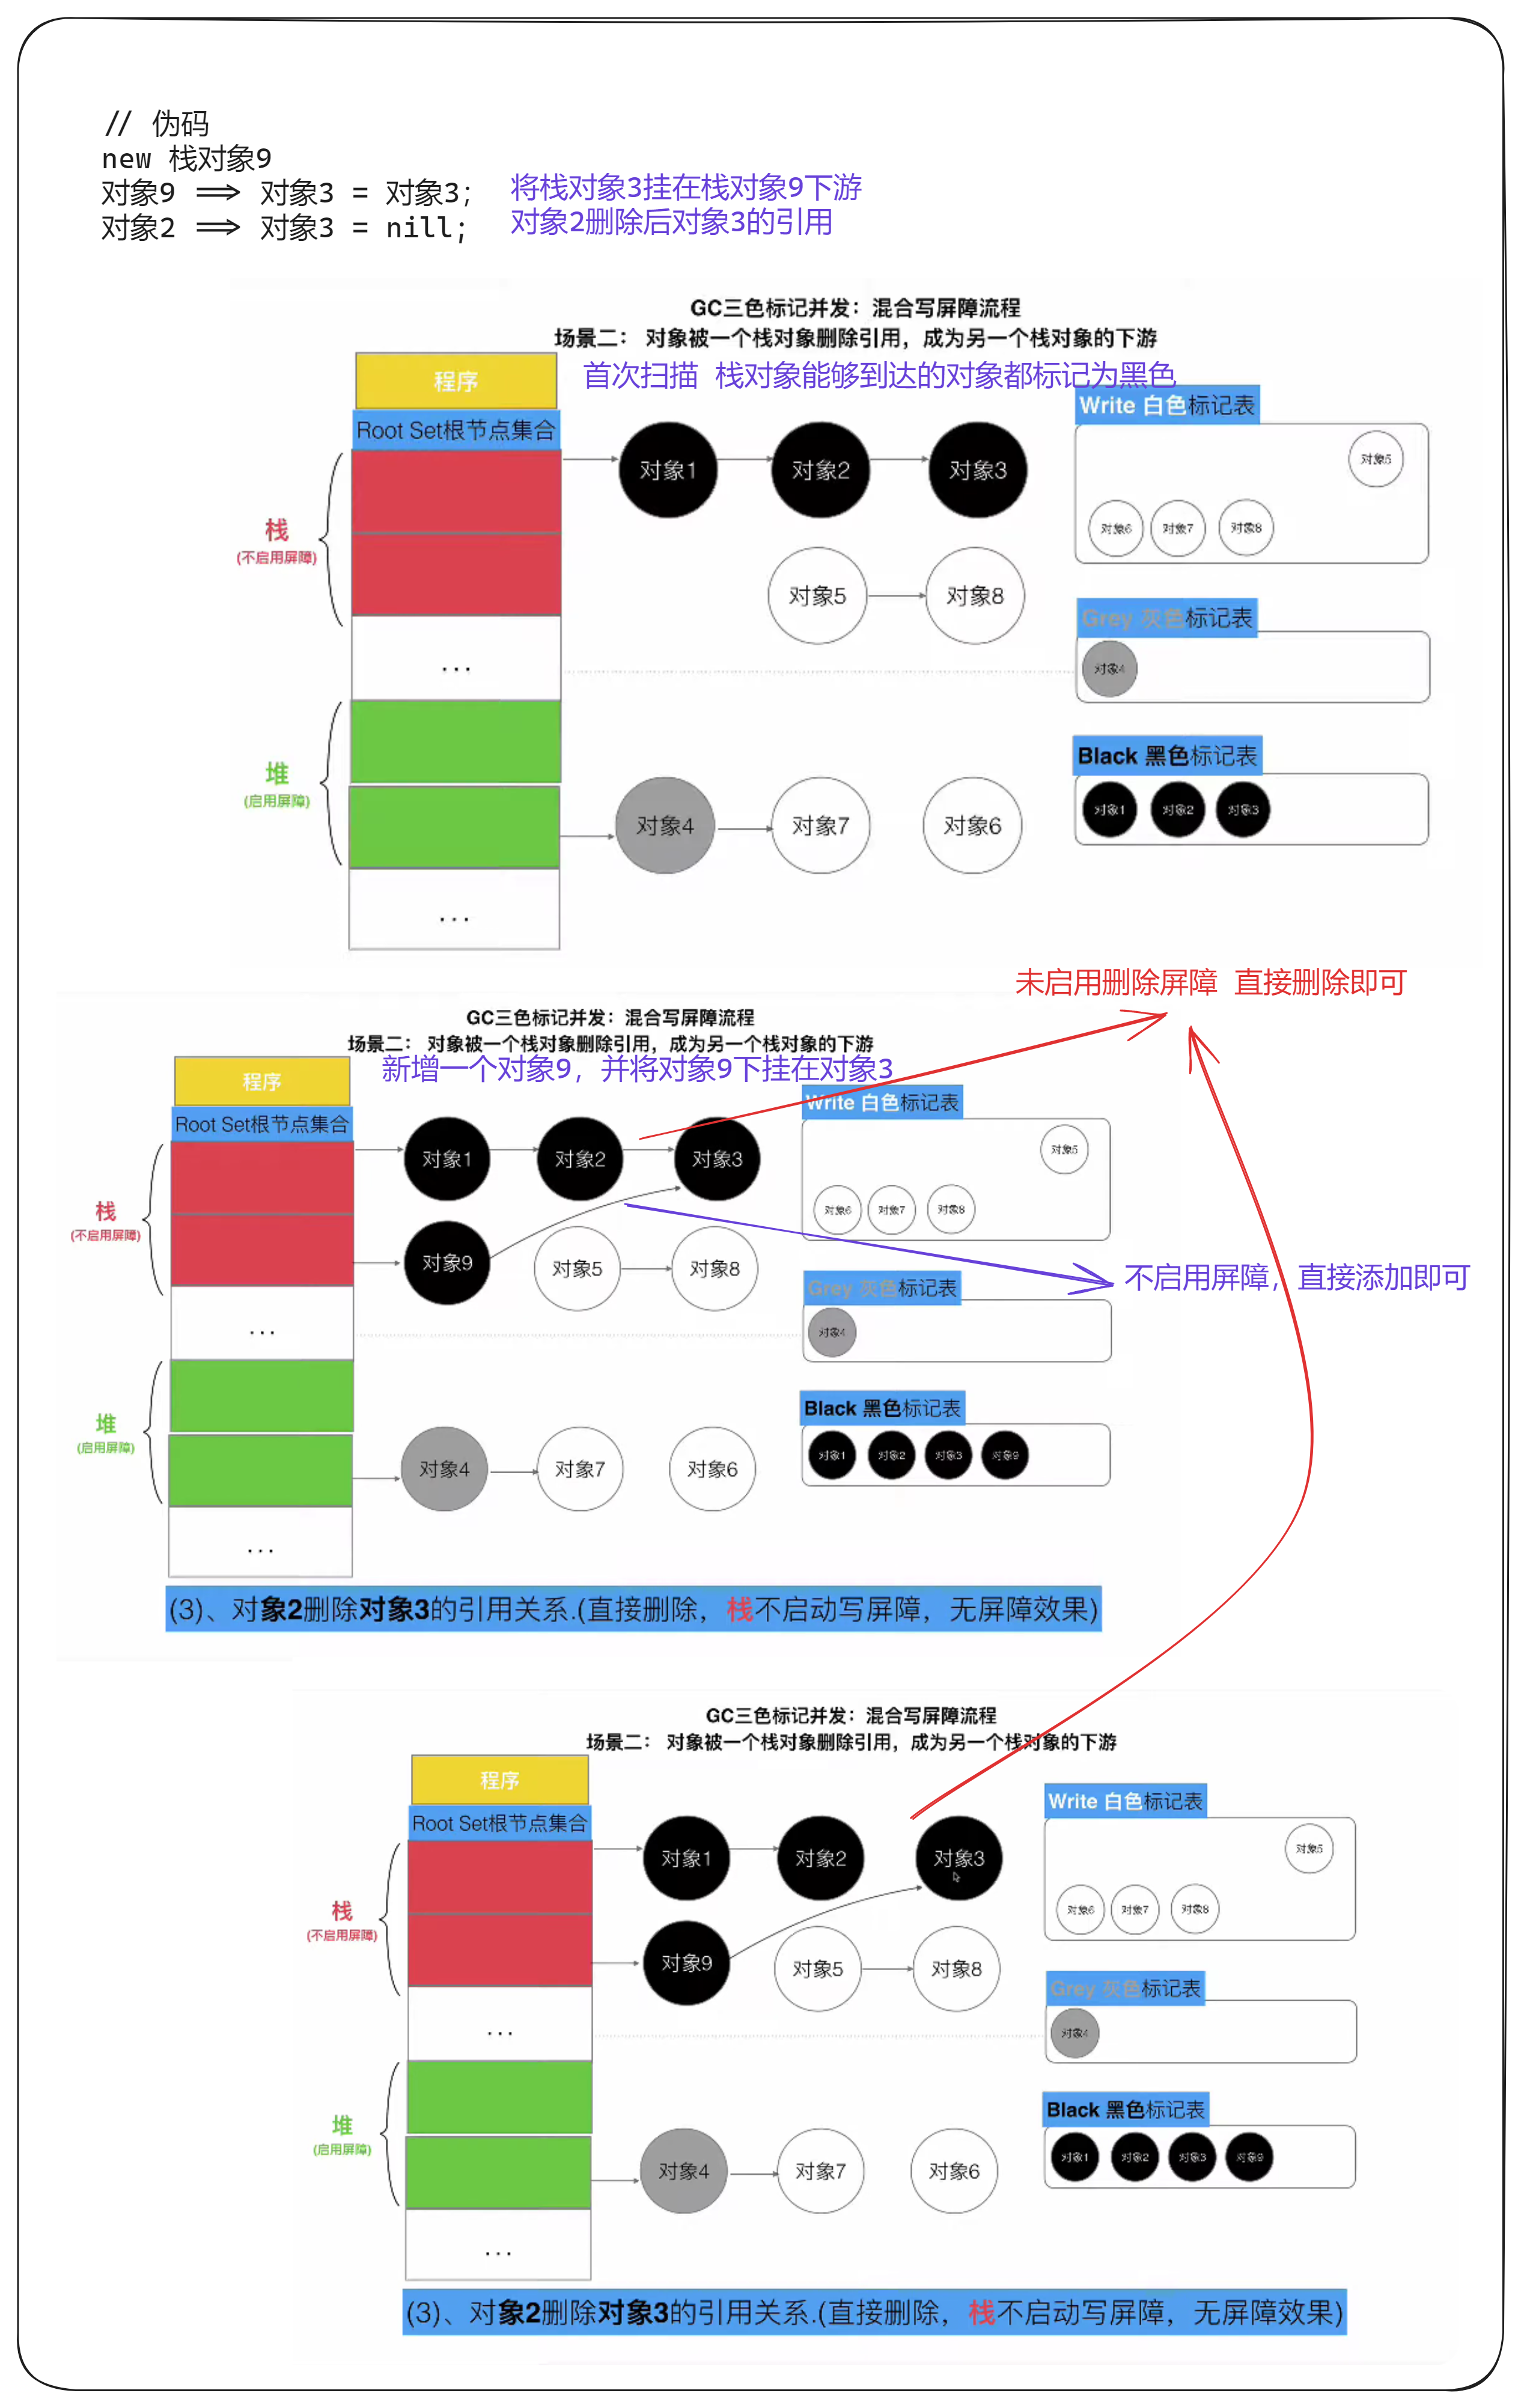 // 伪码
new 栈对象9
对象9 ==> 对象3 = 对象3; 将栈对象3挂在栈对象9下游
对象2 ==> 对象3 = nill; 对象2删除后对象3的引用
GC三色标记并发：混合写屏障流程
场景二： 对象被一个栈对象删除引用，成为另一个栈对象的下游
首次扫描 栈对象能够到达的对象都标记为黑色
程序
Root Set根节点集合
栈
(不启用屏障)
...
堆
(启用屏障)
...
对象1
对象2
对象3
对象5
对象8
对象4
对象7
对象6
Write 白色标记表
对象5
对象6
对象7
对象8
Grey 灰色标记表
对象4
Black 黑色标记表
对象1
对象2
对象3
未启用删除屏障 直接删除即可
GC三色标记并发：混合写屏障流程
场景二： 对象被一个栈对象删除引用，成为另一个栈对象的下游
新增一个对象9，并将对象9下挂在对象3
程序
Root Set根节点集合
栈
(不启用屏障)
...
堆
(启用屏障)
...
对象1
对象2
对象3
对象9
对象5
对象8
对象4
对象7
对象6
Write 白色标记表
对象5
对象6
对象7
对象8
不启用屏障，直接添加即可
Grey 灰色标记表
对象4
Black 黑色标记表
对象1
对象2
对象3
对象9
(3)、对象2删除对象3的引用关系.(直接删除，栈不启动写屏障，无屏障效果)
GC三色标记并发：混合写屏障流程
场景二： 对象被一个栈对象删除引用，成为另一个栈对象的下游
程序
Root Set根节点集合
栈
(不启用屏障)
...
堆
(启用屏障)
...
对象1
对象2
对象3
对象9
对象5
对象8
对象4
对象7
对象6
Write 白色标记表
对象5
对象6
对象7
对象8
Grey 灰色标记表
对象4
Black 黑色标记表
对象1
对象2
对象3
对象9
(3)、对象2删除对象3的引用关系.(直接删除，栈不启动写屏障，无屏障效果)